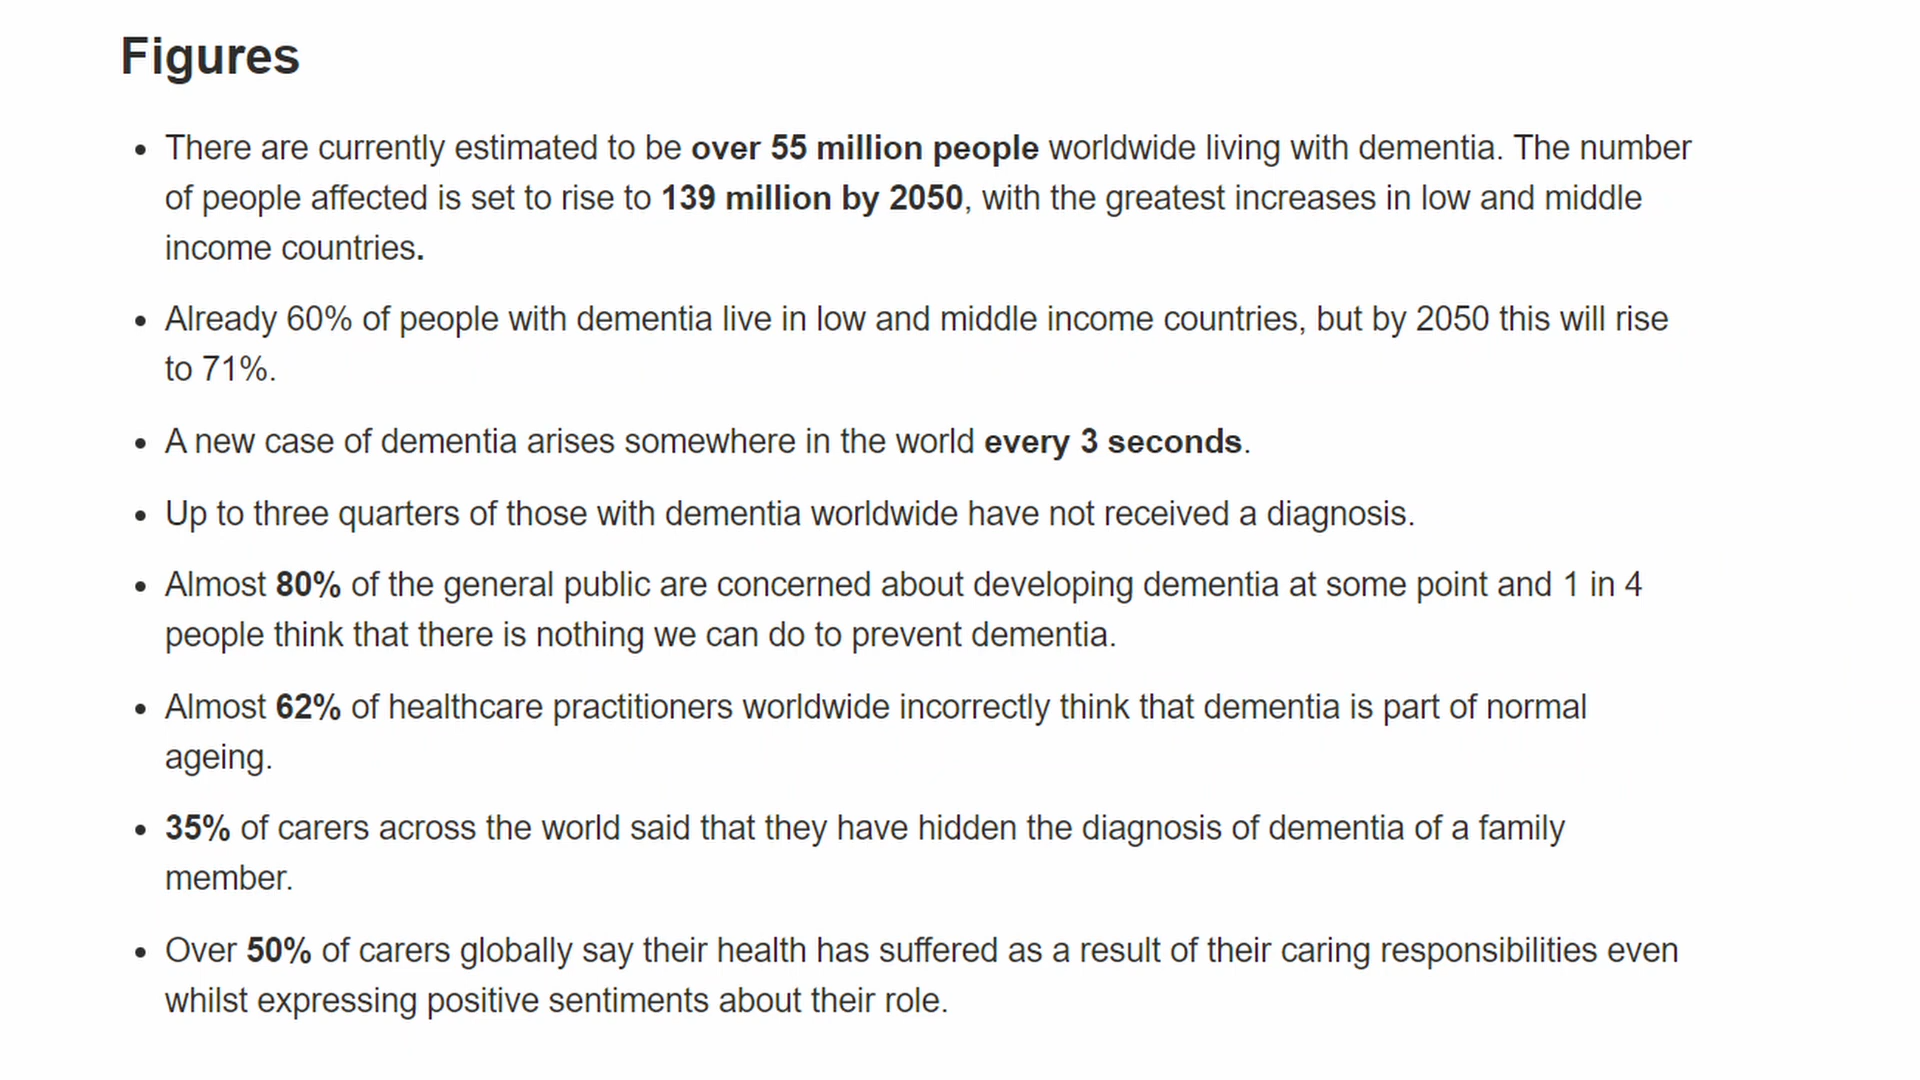 Figures
• There are currently estimated to be over 55 million people worldwide living with dementia. The number
of people affected is set to rise to 139 million by 2050, with the greatest increases in low and middle
income countries.
• Already 60% of people with dementia live in low and middle income countries, but by 2050 this will rise
to 71%.
• A new case of dementia arises somewhere in the world every 3 seconds.
• Up to three quarters of those with dementia worldwide have not received a diagnosis.
• Almost 80% of the general public are concerned about developing dementia at some point and 1 in 4
people think that there is nothing we can do to prevent dementia.
• Almost 62% of healthcare practitioners worldwide incorrectly think that dementia is part of normal
ageing.
• 35% of carers across the world said that they have hidden the diagnosis of dementia of a family
member.
• Over 50% of carers globally say their health has suffered as a result of their caring responsibilities even
whilst expressing positive sentiments about their role.